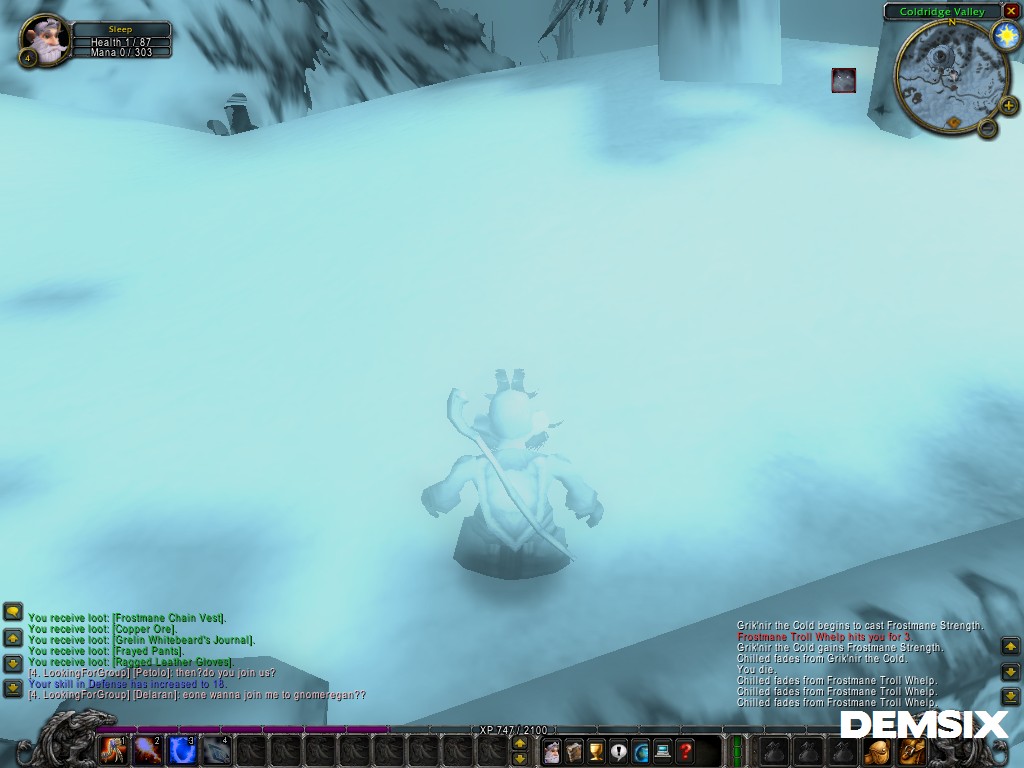 Sleep
Health 1 / 87
Mana 0 / 303
4
Coldridge Valley
N
You receive loot: [Frostmane Chain Vest].
You receive loot: [Copper Ore].
You receive loot: [Grelin Whitebeard's Journal].
You receive loot: [Frayed Pants].
You receive loot: [Ragged Leather Gloves].
[4. LookingForGroup] [Petolo]: then?do you join us?
Your skill in Defense has increased to 18.
[4. LookingForGroup] [Delaran]: eone wanna join me to gnomeregan??
Grik'nir the Cold begins to cast Frostmane Strength.
Frostmane Troll Whelp hits you for 3.
Grik'nir the Cold gains Frostmane Strength.
Chilled fades from Grik'nir the Cold.
You die.
Chilled fades from Frostmane Troll Whelp.
Chilled fades from Frostmane Troll Whelp.
Chilled fades from Frostmane Troll Whelp.
DEMSIX
XP 747 / 2100
1
2
3
4
1